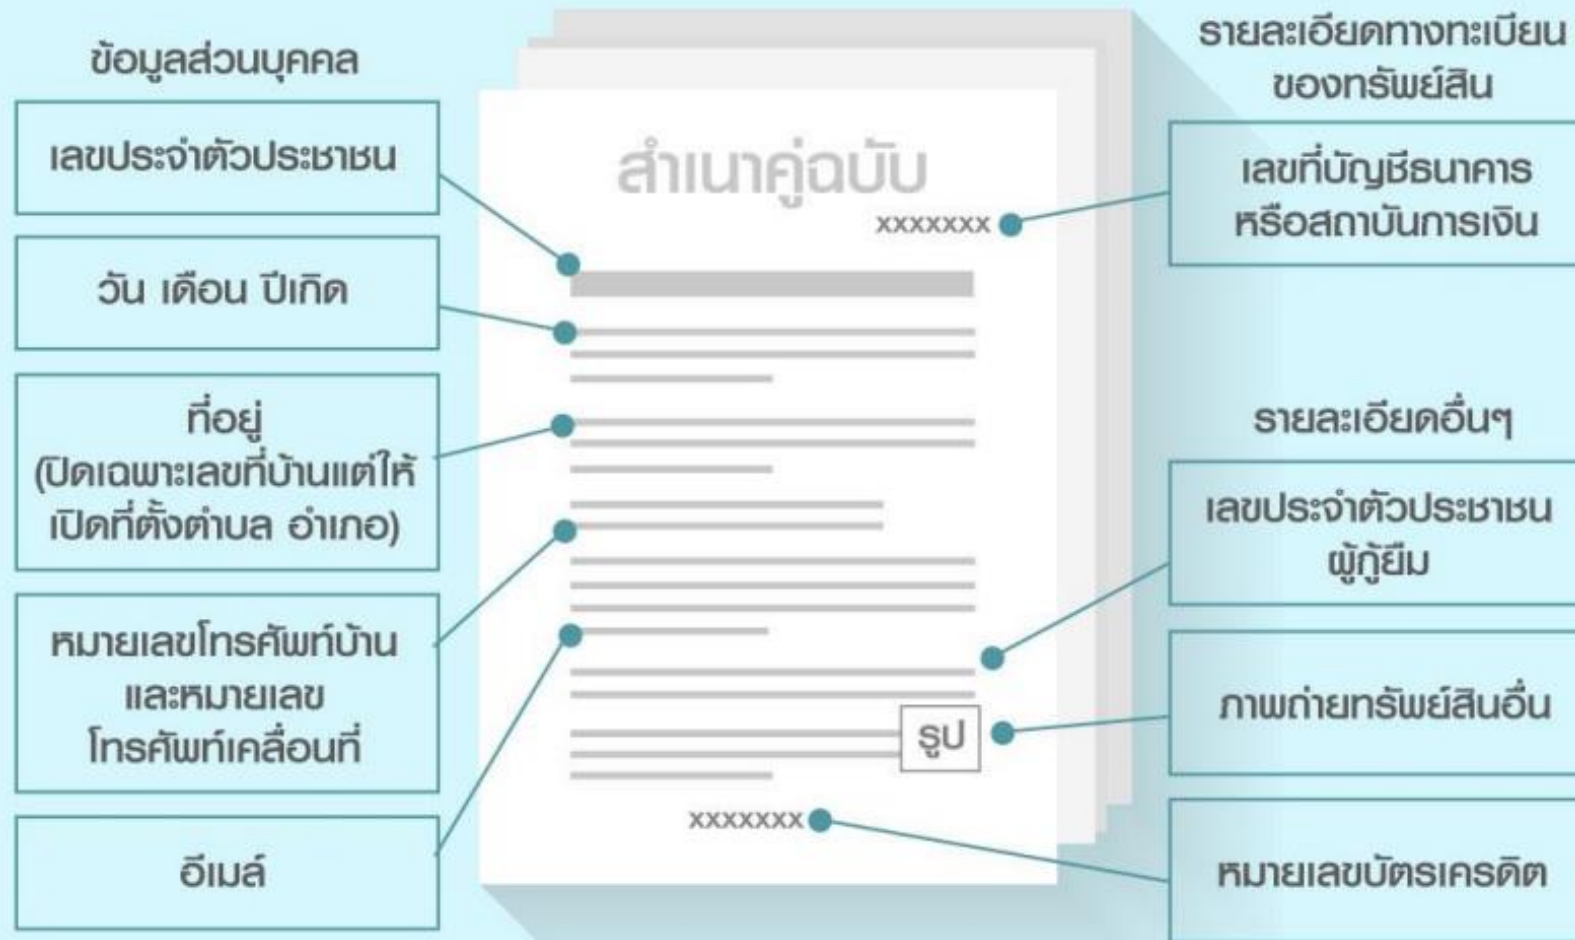 ข้อมูลส่วนบุคคล
เลขประจำตัวประชาชน
วัน เดือน ปีเกิด
ที่อยู่
(ปิดเฉพาะเลขที่บ้านแต่ให้
เปิดที่ตั้งตำบล อำเภอ)
หมายเลขโทรศัพท์บ้าน
และหมายเลข
โทรศัพท์เคลื่อนที่
อีเมล์
สำเนาคู่ฉบับ
xxxxxxx
รูป
xxxxxxx
รายละเอียดทางทะเบียน
ของทรัพย์สิน
เลขที่บัญชีธนาคาร
หรือสถาบันการเงิน
รายละเอียดอื่นๆ
เลขประจำตัวประชาชน
ผู้กู้ยืม
ภาพถ่ายทรัพย์สินอื่น
หมายเลขบัตรเครดิต